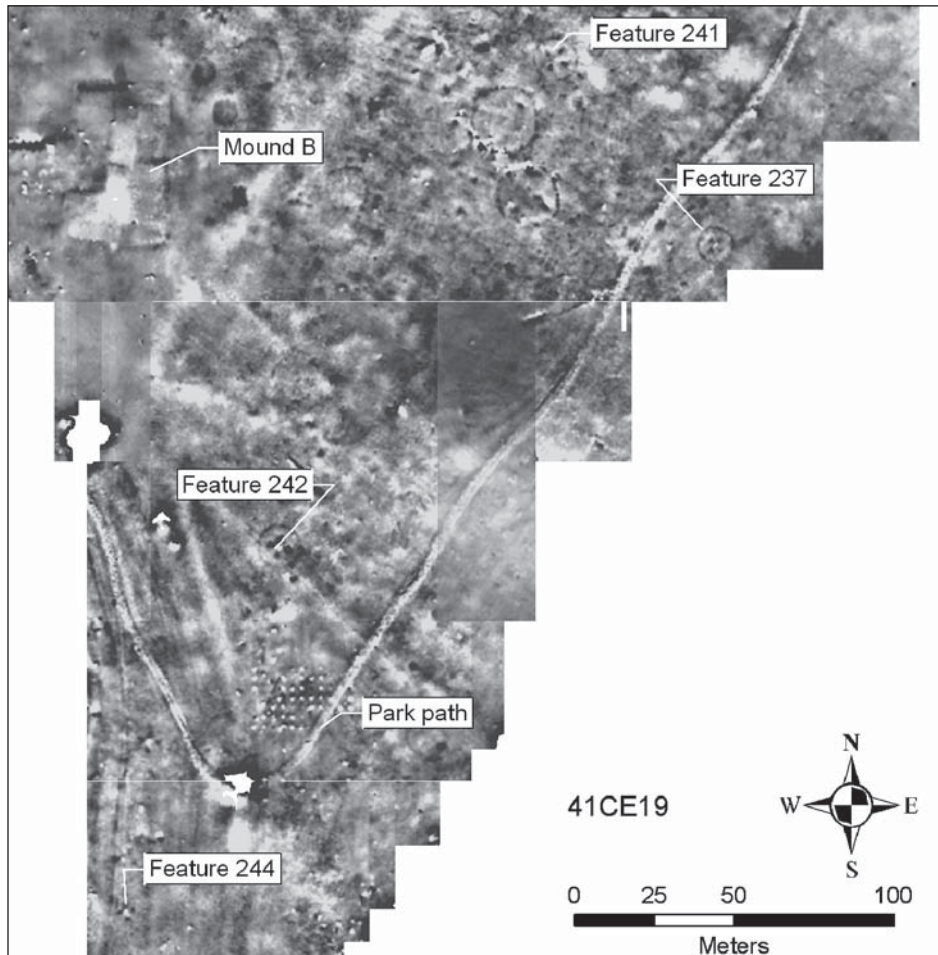 Feature 241
Mound B
Feature 237
Feature 242
Park path
N
41CE19
W E
S
Feature 244
0 25 50 100
Meters